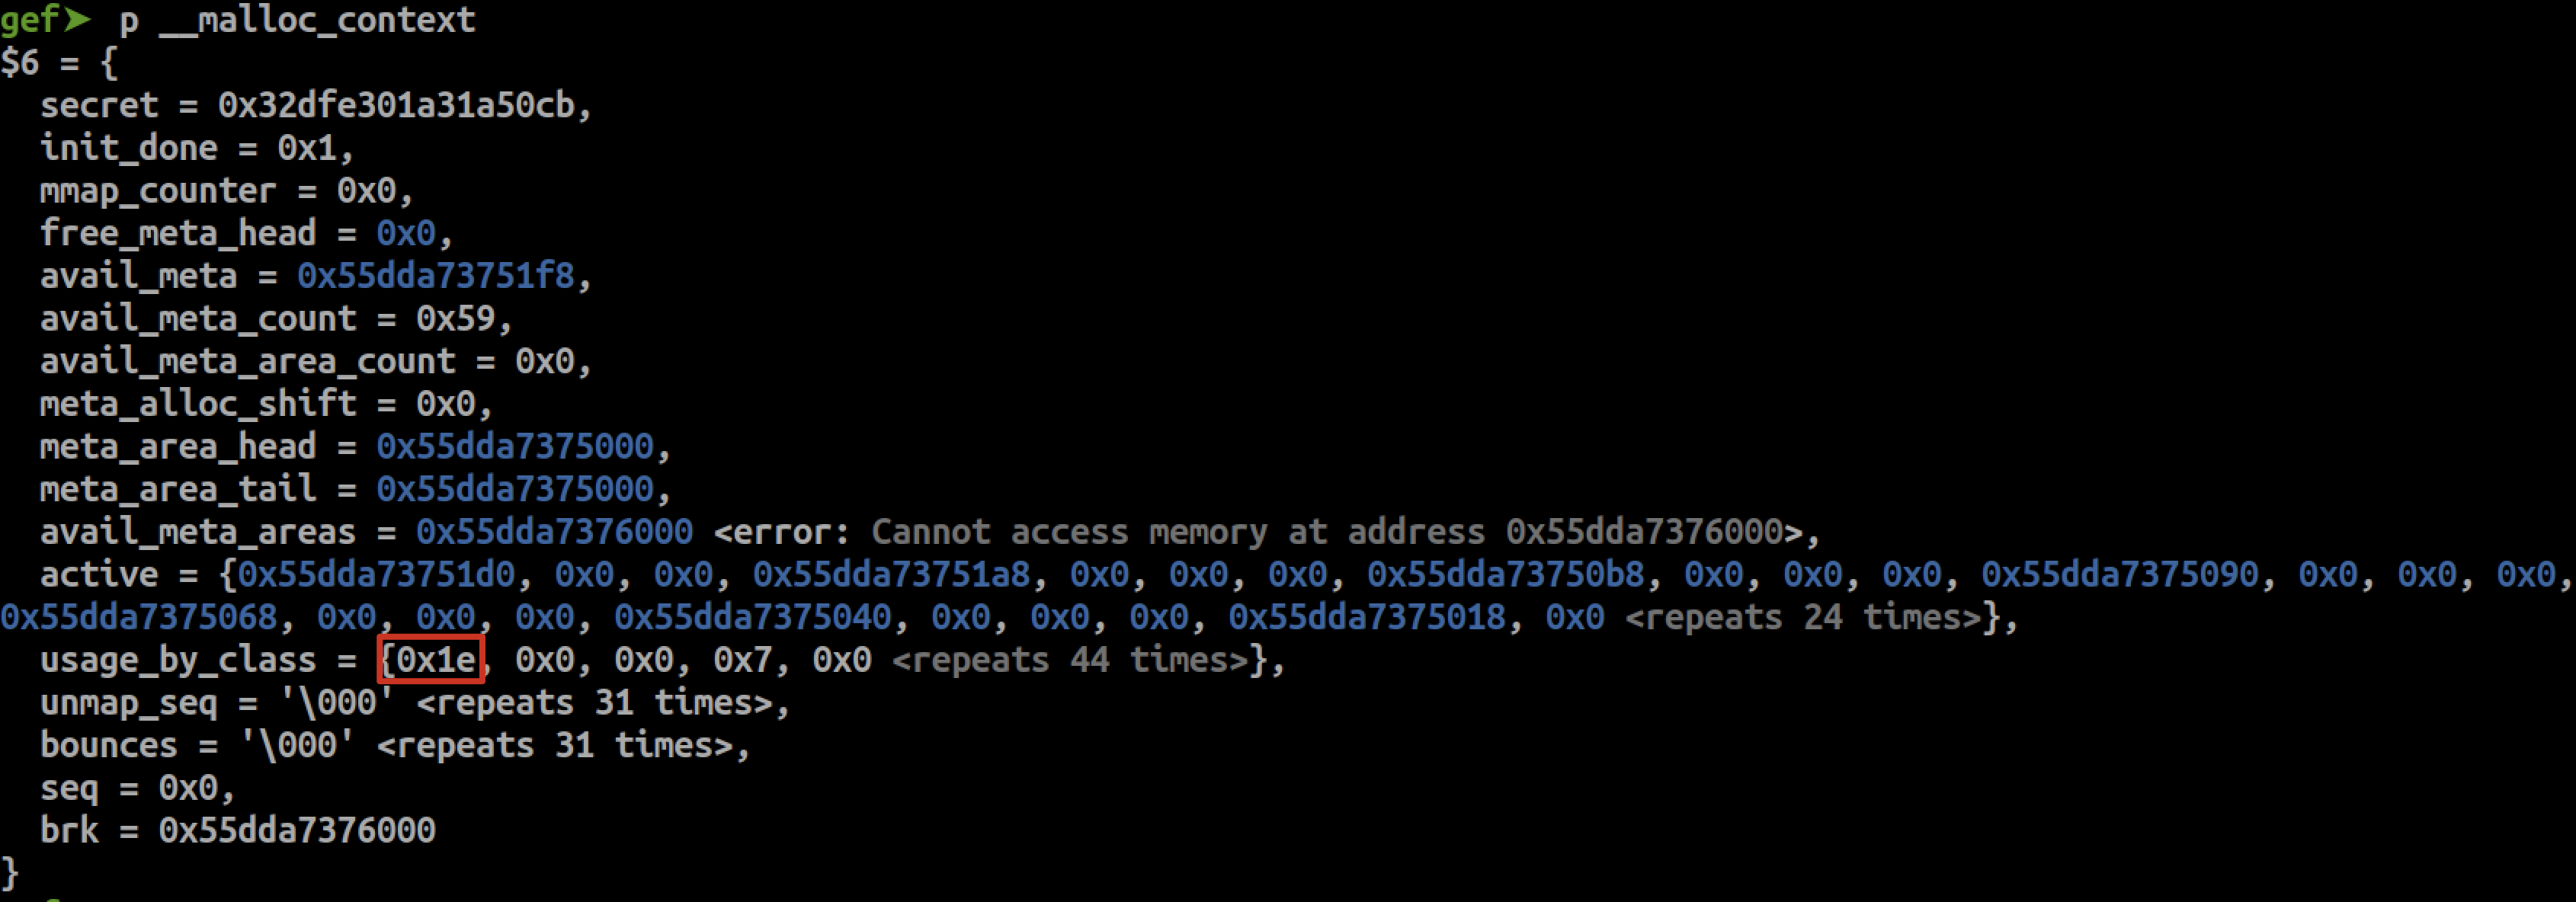 gef➤  p __malloc_context
$6 = {
  secret = 0x32dfe301a31a50cb,
  init_done = 0x1,
  mmap_counter = 0x0,
  free_meta_head = 0x0,
  avail_meta = 0x55dda73751f8,
  avail_meta_count = 0x59,
  avail_meta_area_count = 0x0,
  meta_alloc_shift = 0x0,
  meta_area_head = 0x55dda7375000,
  meta_area_tail = 0x55dda7375000,
  avail_meta_areas = 0x55dda7376000 <error: Cannot access memory at address 0x55dda7376000>,
  active = {0x55dda73751d0, 0x0, 0x0, 0x55dda73751a8, 0x0, 0x0, 0x0, 0x55dda73750b8, 0x0, 0x0, 0x0, 0x55dda7375090, 0x0, 0x0, 0x0,
0x55dda7375068, 0x0, 0x0, 0x0, 0x55dda7375040, 0x0, 0x0, 0x0, 0x55dda7375018, 0x0 <repeats 24 times>},
  usage_by_class = {0x1e, 0x0, 0x0, 0x7, 0x0 <repeats 44 times>},
  unmap_seq = '\000' <repeats 31 times>,
  bounces = '\000' <repeats 31 times>,
  seq = 0x0,
  brk = 0x55dda7376000
}